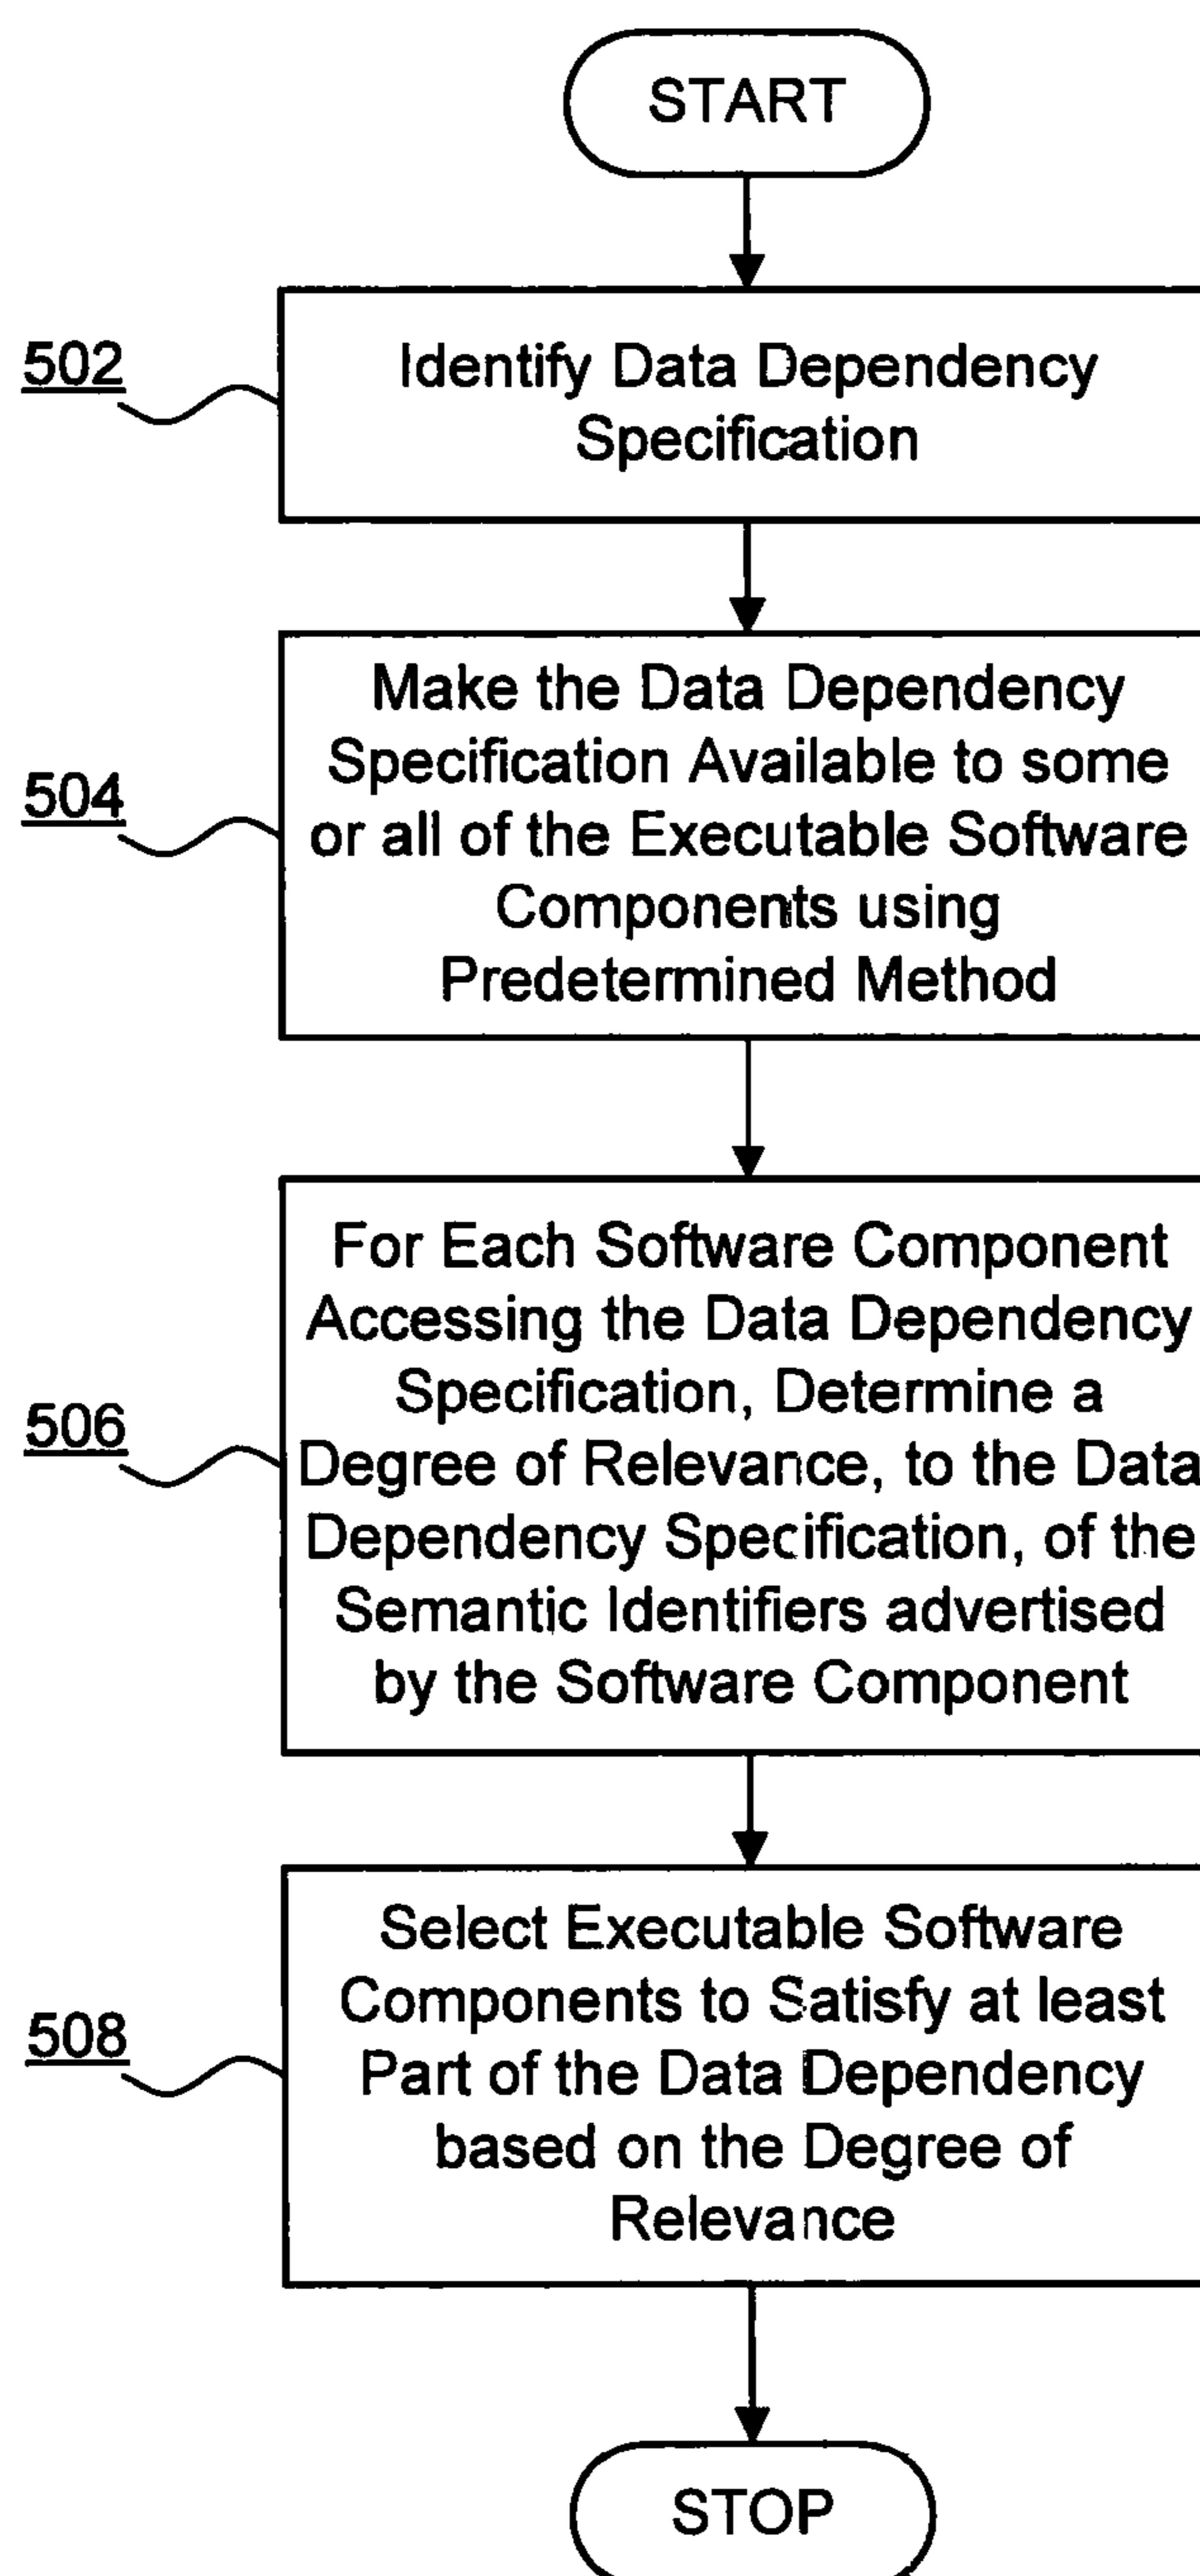 START
502
Identify Data Dependency
Specification
504
Make the Data Dependency
Specification Available to some
or all of the Executable Software
Components using
Predetermined Method
506
For Each Software Component
Accessing the Data Dependency
Specification, Determine a
Degree of Relevance, to the Data
Dependency Specification, of the
Semantic Identifiers advertised
by the Software Component
508
Select Executable Software
Components to Satisfy at least
Part of the Data Dependency
based on the Degree of
Relevance
STOP